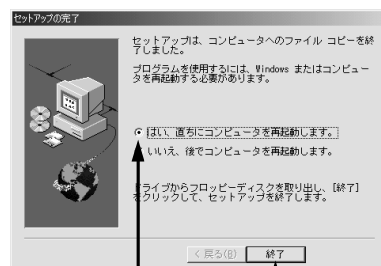 セットアップの完了
セットアップは、コンピュータへのファイル コピーを終
了しました。
プログラムを使用するには、Windows またはコンピュー
タを再起動する必要があります。
はい、直ちにコンピュータを再起動します。
いいえ、後でコンピュータを再起動します。
ドライブからフロッピーディスクを取り出し、[終了]
をクリックして、セットアップを終了します。
< 戻る(B)
終了